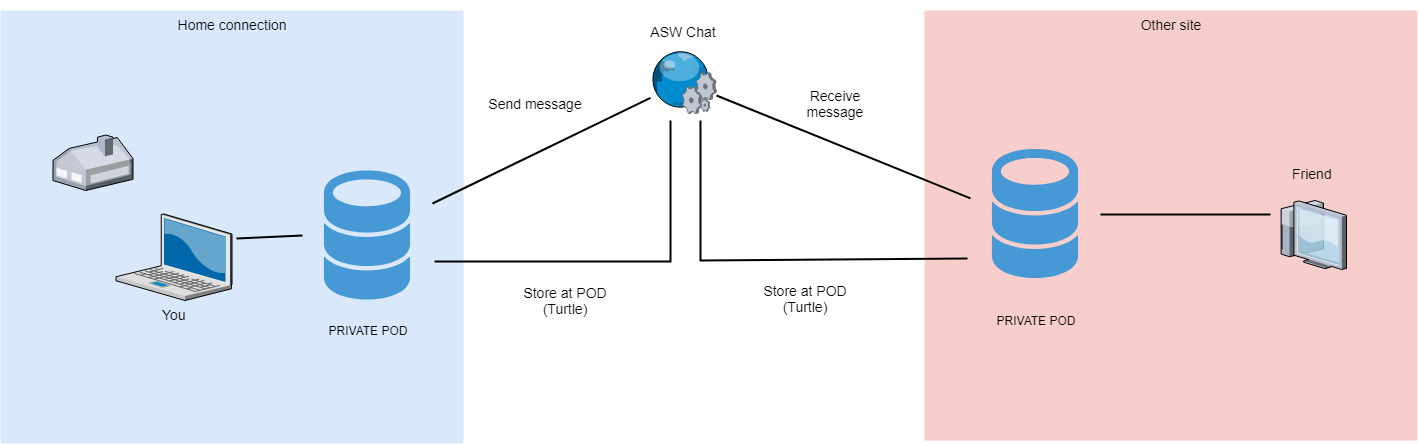 Home connection
ASW Chat
Other site
Send message
Receive
message
Friend
Store at POD
(Turtle)
Store at POD
(Turtle)
You
PRIVATE POD
PRIVATE POD